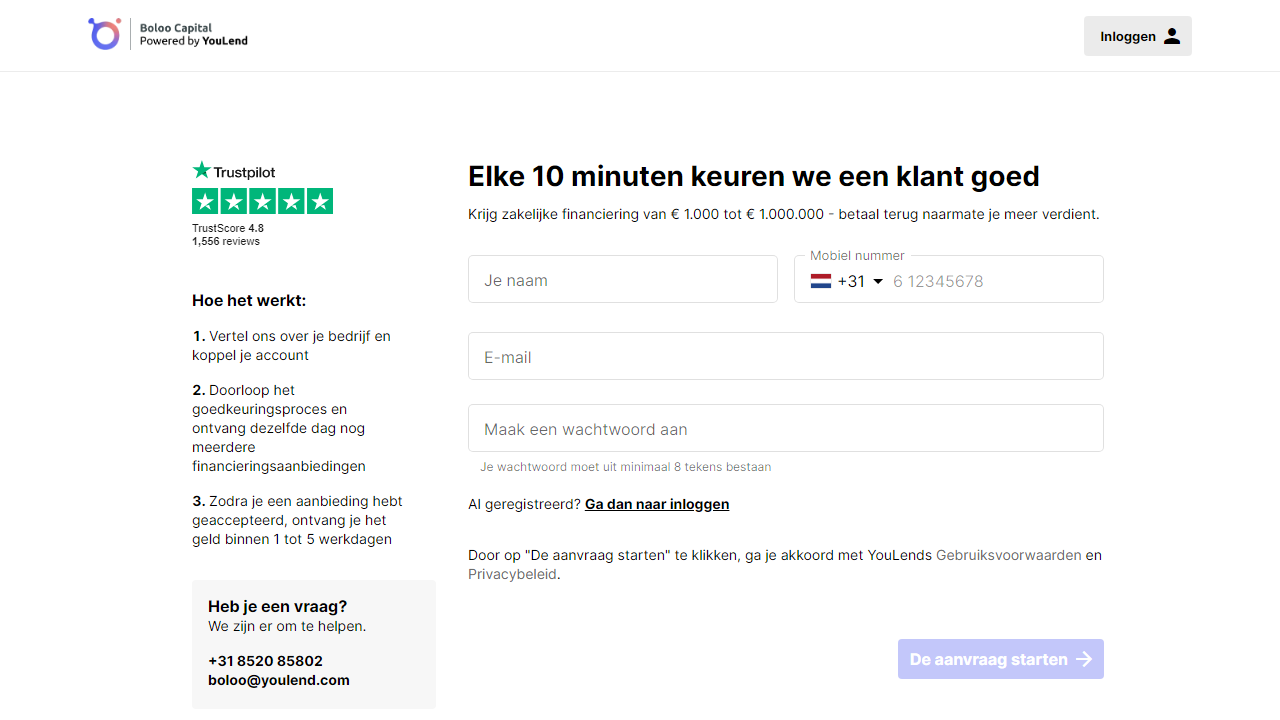 Boloo Capital
Powered by YouLend
Inloggen
Trustpilot
TrustScore 4.8
1,556 reviews
Hoe het werkt:
1. Vertel ons over je bedrijf en
koppel je account
2. Doorloop het
goedkeuringsproces en
ontvang dezelfde dag nog
meerdere
financieringsaanbiedingen
3. Zodra je een aanbieding hebt
geaccepteerd, ontvang je het
geld binnen 1 tot 5 werkdagen
Heb je een vraag?
We zijn er om te helpen.
+31 8520 85802
boloo@youlend.com
Elke 10 minuten keuren we een klant goed
Krijg zakelijke financiering van € 1.000 tot € 1.000.000 - betaal terug naarmate je meer verdient.
Je naam
Mobiel nummer
+31 6 12345678
E-mail
Maak een wachtwoord aan
Je wachtwoord moet uit minimaal 8 tekens bestaan
Al geregistreerd? Ga dan naar inloggen
Door op "De aanvraag starten" te klikken, ga je akkoord met YouLends Gebruiksvoorwaarden en
Privacybeleid.
De aanvraag starten